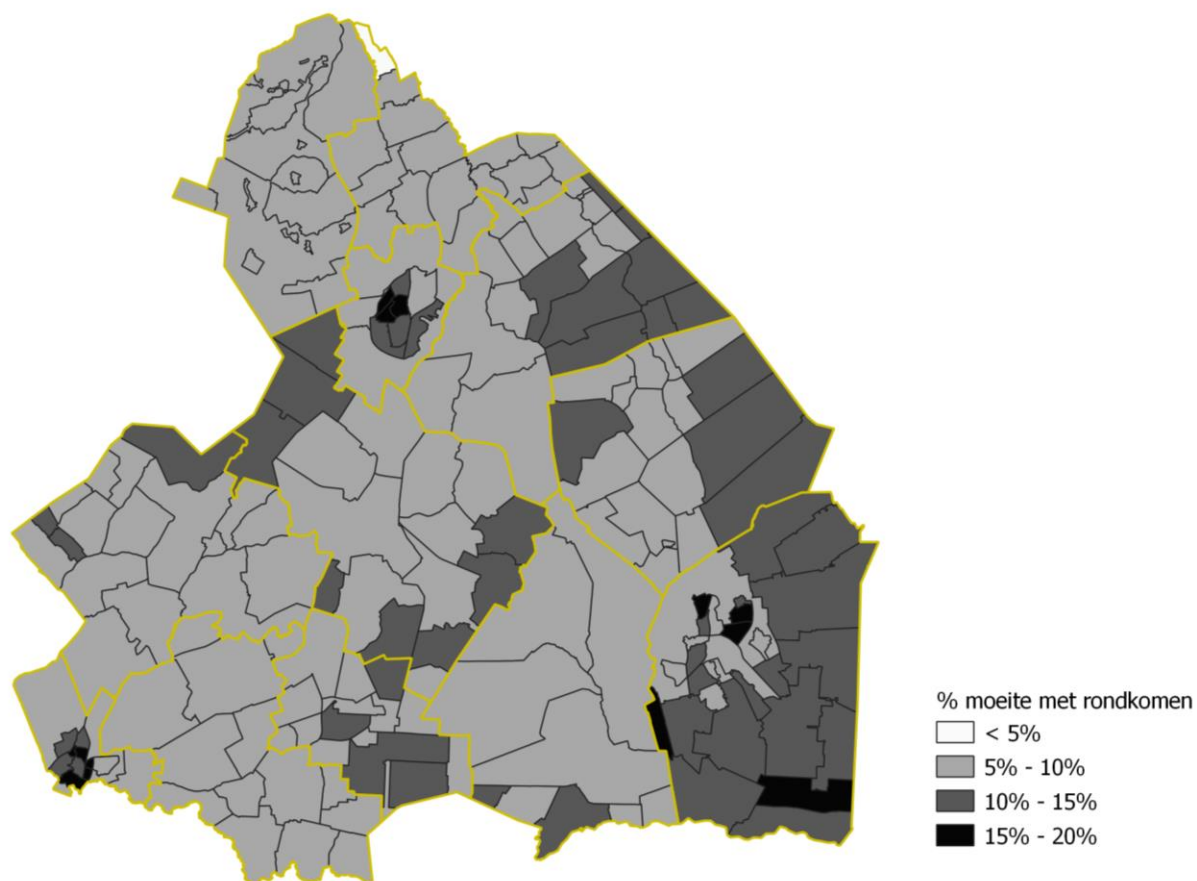 % moeite met rondkomen
< 5%
5% - 10%
10% - 15%
15% - 20%